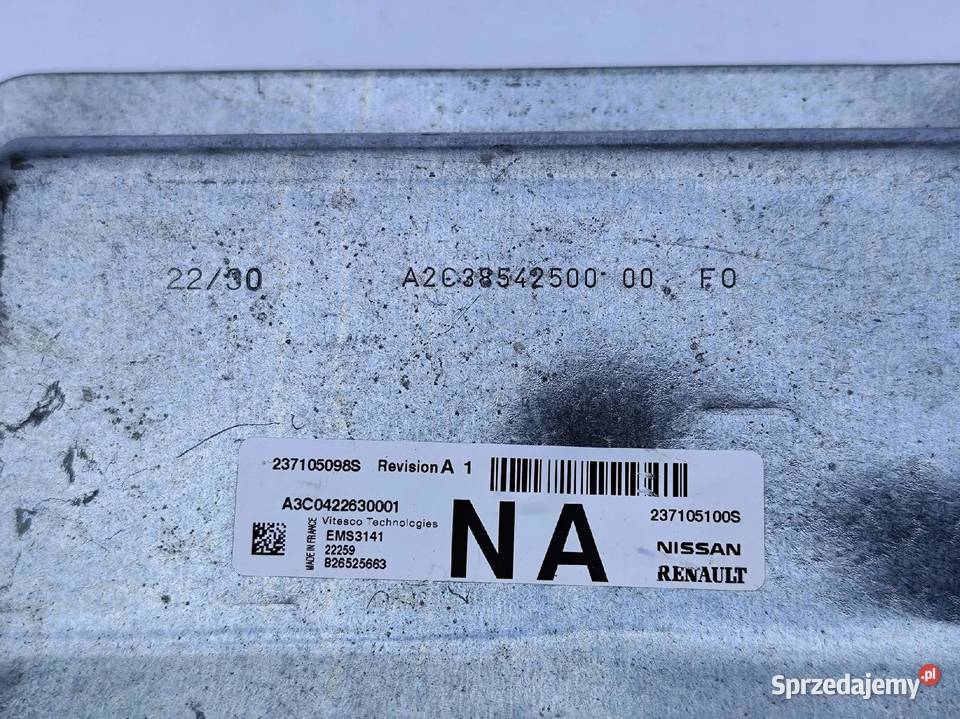 22/30 A2C38542500 00 F0
237105098S Revision A 1
A3C0422630001
237105100S
Vitesco Technologies
MADE IN FRANCE
EMS3141
22259
B26525663
NA
NISSAN
RENAULT
Sprzedajemy.pl